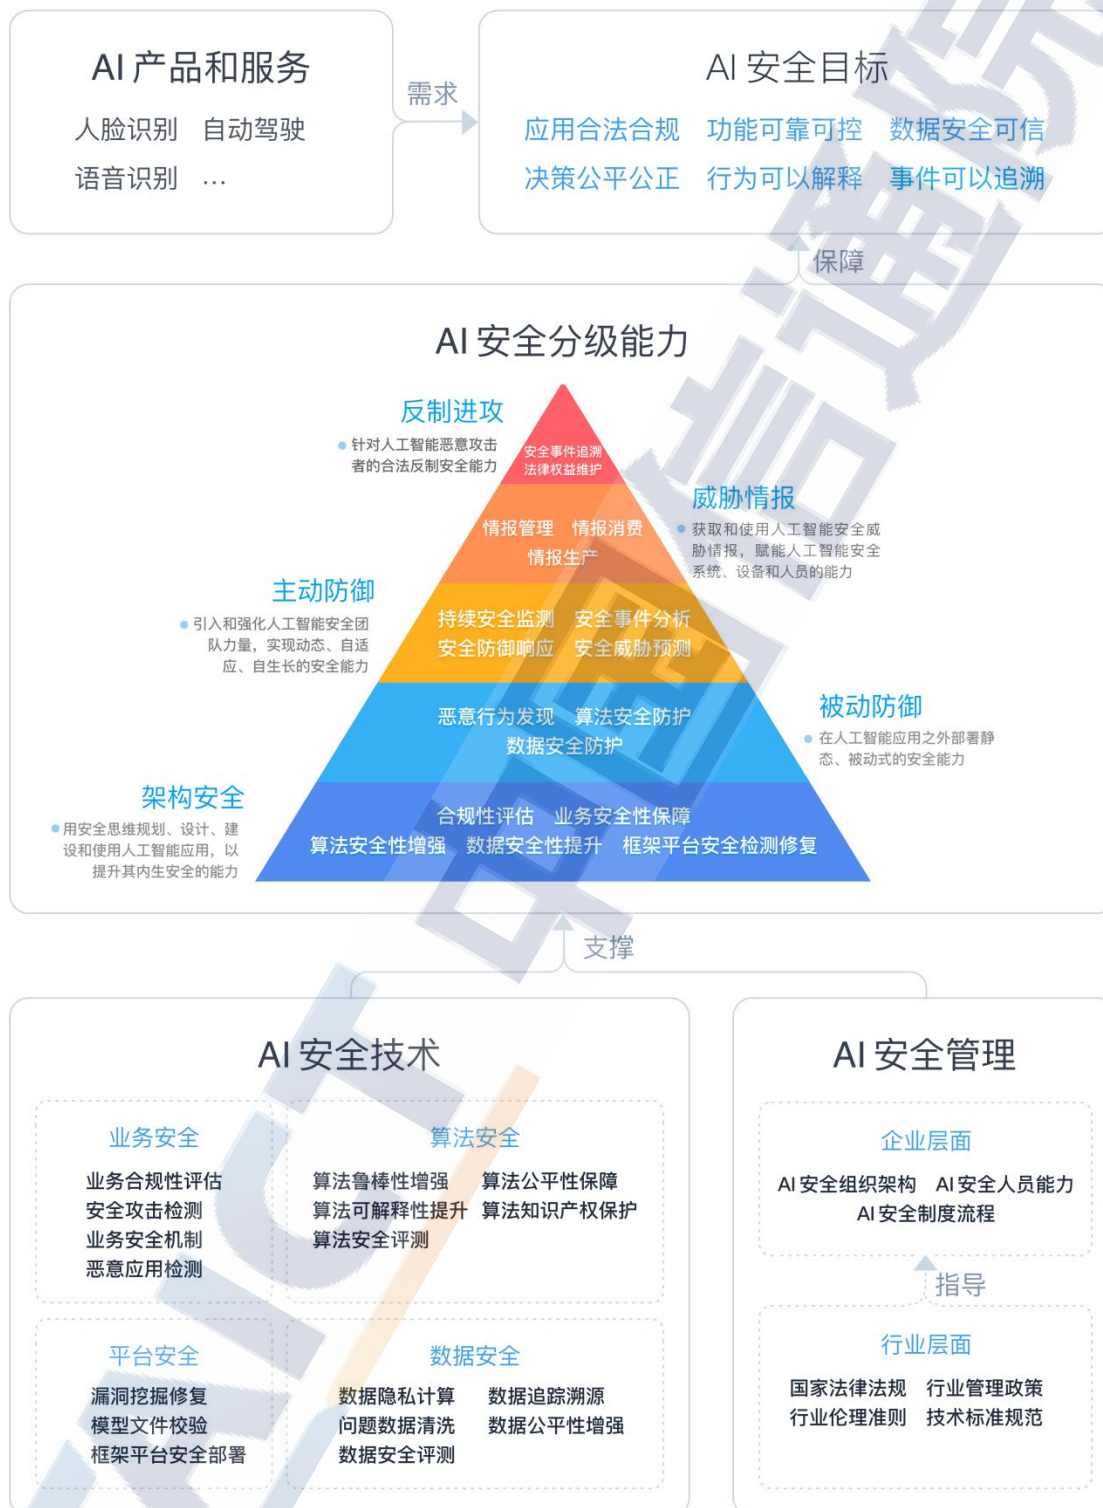 AI 产品和服务
人脸识别 自动驾驶
语音识别 …
需求
AI 安全目标
应用合法合规 功能可靠可控 数据安全可信
决策公平公正 行为可以解释 事件可以追溯
保障
AI 安全分级能力
反制进攻
针对人工智能恶意攻击
者的合法反制安全能力
安全事件追溯
法律权益维护
威胁情报
获取和使用人工智能安全威
胁情报，赋能人工智能安全
系统、设备和人员的能力
情报管理 情报消费
情报生产
主动防御
引入和强化人工智能安全团
队力量，实现动态、自适
应、自生长的安全能力
持续安全监测 安全事件分析
安全防御响应 安全威胁预测
被动防御
在人工智能应用之外部署静
态、被动式的安全能力
恶意行为发现 算法安全防护
数据安全防护
架构安全
用安全思维规划、设计、建
设和使用人工智能应用，以
提升其内生安全的能力
合规性评估 业务安全性保障
算法安全性增强 数据安全性提升 框架平台安全检测修复
支撑
AI 安全技术
业务安全
业务合规性评估
安全攻击检测
业务安全机制
恶意应用检测
算法安全
算法鲁棒性增强 算法公平性保障
算法可解释性提升 算法知识产权保护
算法安全评测
平台安全
漏洞挖掘修复
模型文件校验
框架平台安全部署
数据安全
数据隐私计算 数据追踪溯源
问题数据清洗 数据公平性增强
数据安全评测
AI 安全管理
企业层面
AI 安全组织架构 AI 安全人员能力
AI 安全制度流程
指导
行业层面
国家法律法规 行业管理政策
行业伦理准则 技术标准规范
AICT 中国信通院